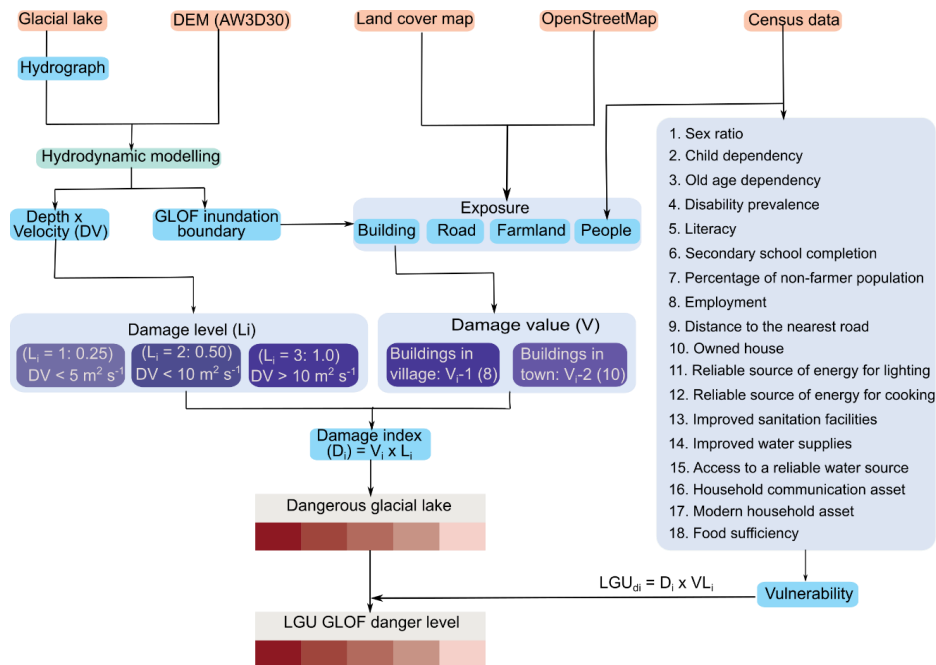 Glacial lake
DEM (AW3D30)
Land cover map
OpenStreetMap
Census data
Hydrograph
Hydrodynamic modelling
Depth x
Velocity (DV)
GLOF inundation
boundary
Exposure
Building
Road
Farmland
People
1. Sex ratio
2. Child dependency
3. Old age dependency
4. Disability prevalence
5. Literacy
6. Secondary school completion
7. Percentage of non-farmer population
8. Employment
9. Distance to the nearest road
10. Owned house
11. Reliable source of energy for lighting
12. Reliable source of energy for cooking
13. Improved sanitation facilities
14. Improved water supplies
15. Access to a reliable water source
16. Household communication asset
17. Modern household asset
18. Food sufficiency
Damage level (Li)
(Lᵢ = 1: 0.25)
DV < 5 m² s⁻¹
(Lᵢ = 2: 0.50)
DV < 10 m² s⁻¹
(Lᵢ = 3: 1.0)
DV > 10 m² s⁻¹
Damage value (V)
Buildings in
village: Vᵢ-1 (8)
Buildings in
town: Vᵢ-2 (10)
Damage index
(Dᵢ) = Vᵢ x Lᵢ
Dangerous glacial lake
LGU_di = Dᵢ x VLᵢ
Vulnerability
LGU GLOF danger level